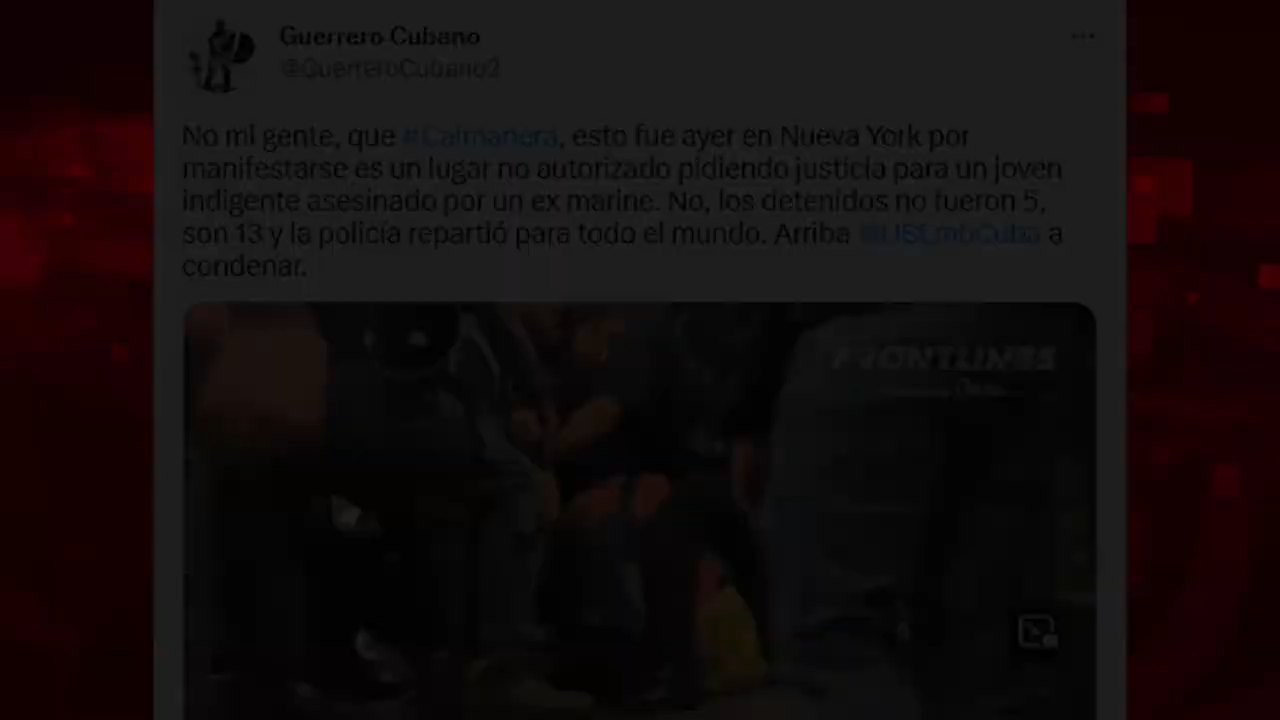 Guerrero Cubano
@GuerreroCubano2
No mi gente, que #Caimanera, esto fue ayer en Nueva York por
manifestarse es un lugar no autorizado pidiendo justicia para un joven
indigente asesinado por un ex marine. No, los detenidos no fueron 5,
son 13 y la policía repartió para todo el mundo. Arriba @USEmbCuba a
condenar.
FRONTLINES